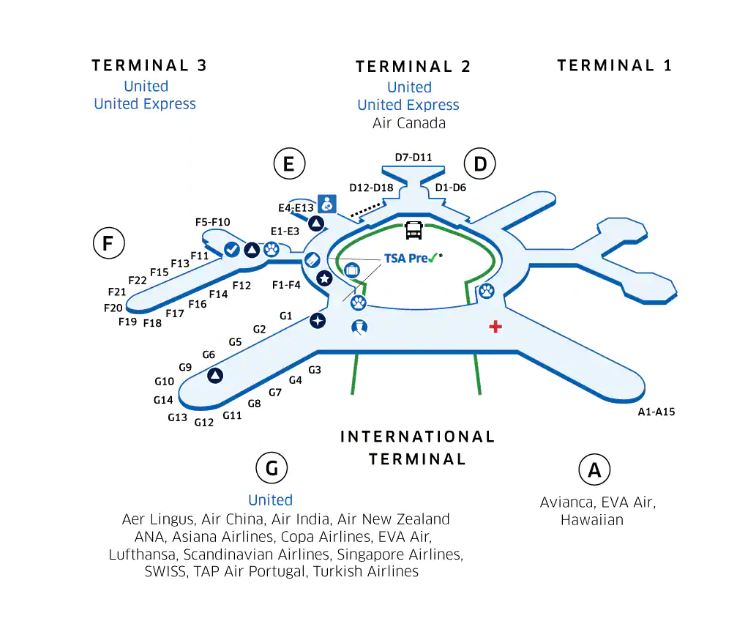 TERMINAL 3
United
United Express
TERMINAL 2
United
United Express
Air Canada
TERMINAL 1
D7-D11
E
D
D12-D18
D1-D6
E4-E13
F5-F10
E1-E3
F
F11
F13
F15
F22
F21
F20
F19
F18
F17
F16
F14
F12
F1-F4
TSA Pre✓®
G1
G2
G5
G6
G9
G10
G14
G13
G12
G11
G8
G7
G4
G3
A1-A15
INTERNATIONAL
TERMINAL
G
United
Aer Lingus, Air China, Air India, Air New Zealand
ANA, Asiana Airlines, Copa Airlines, EVA Air,
Lufthansa, Scandinavian Airlines, Singapore Airlines,
SWISS, TAP Air Portugal, Turkish Airlines
A
Avianca, EVA Air,
Hawaiian